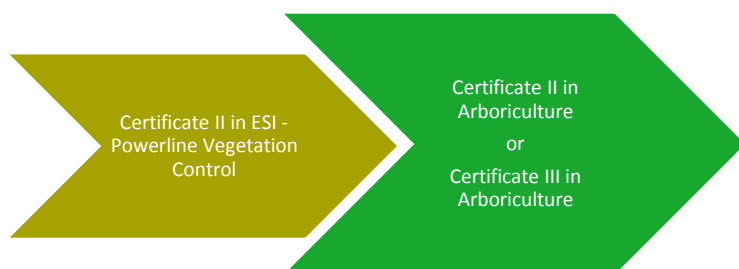 Certificate II in ESI -
Powerline Vegetation
Control
Certificate II in
Arboriculture
or
Certificate III in
Arboriculture